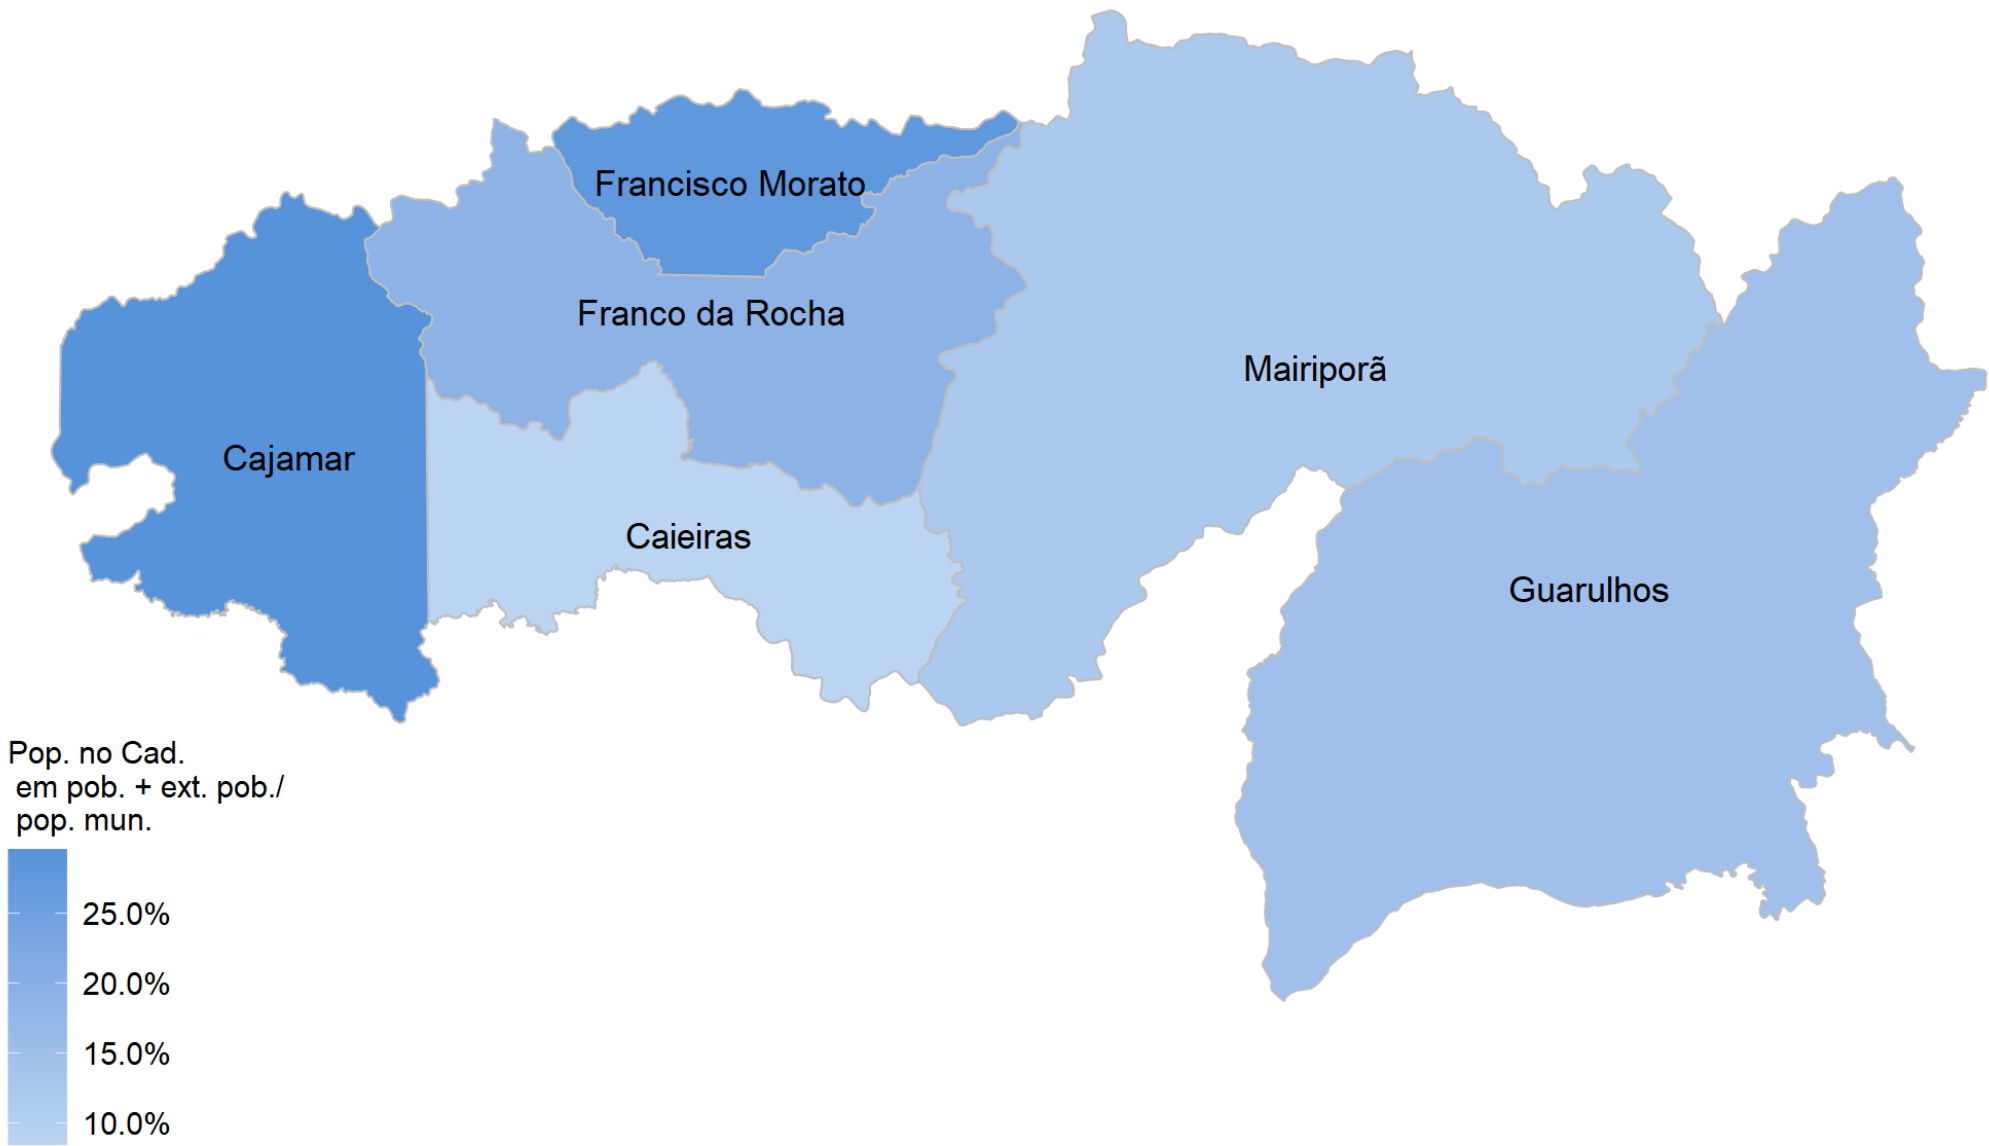 Francisco Morato
Franco da Rocha
Mairiporã
Cajamar
Caieiras
Guarulhos
Pop. no Cad.
em pob. + ext. pob./
pop. mun.
25.0%
20.0%
15.0%
10.0%